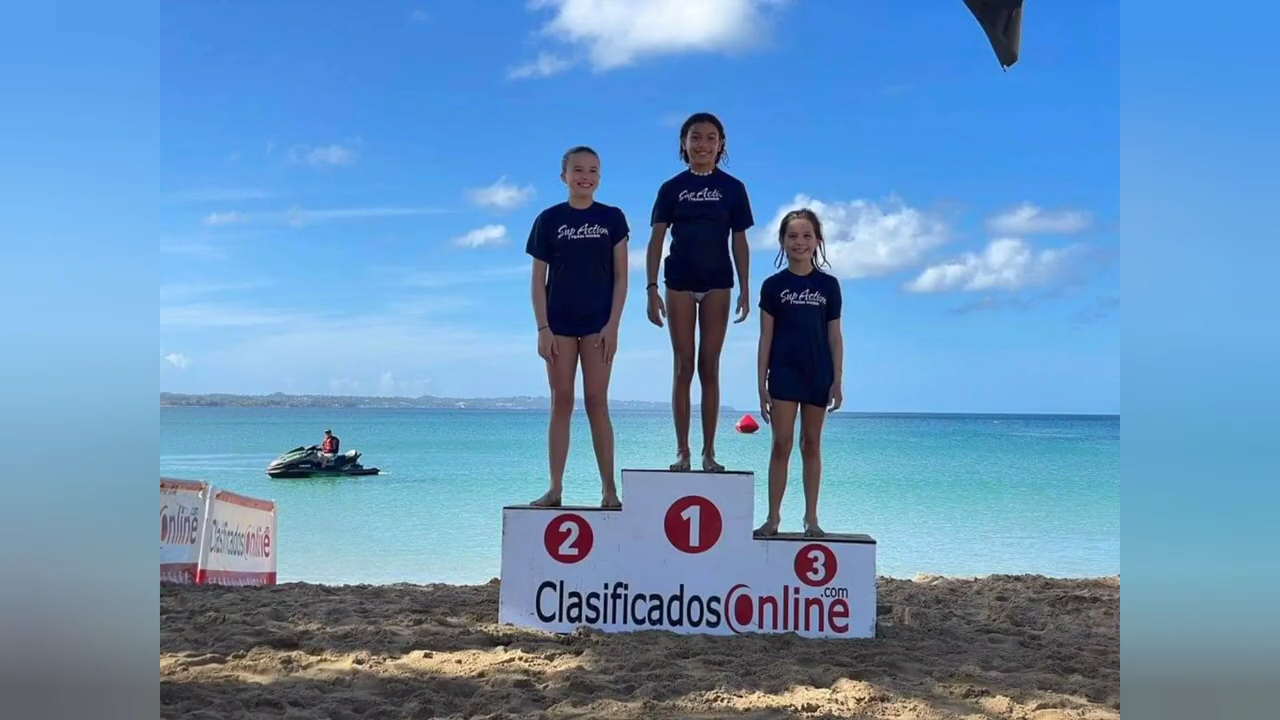 Sup Action
Sup Action
Sup Action
2
1
3
ClasificadosOnline
.com
Online
ClasificadosOnline